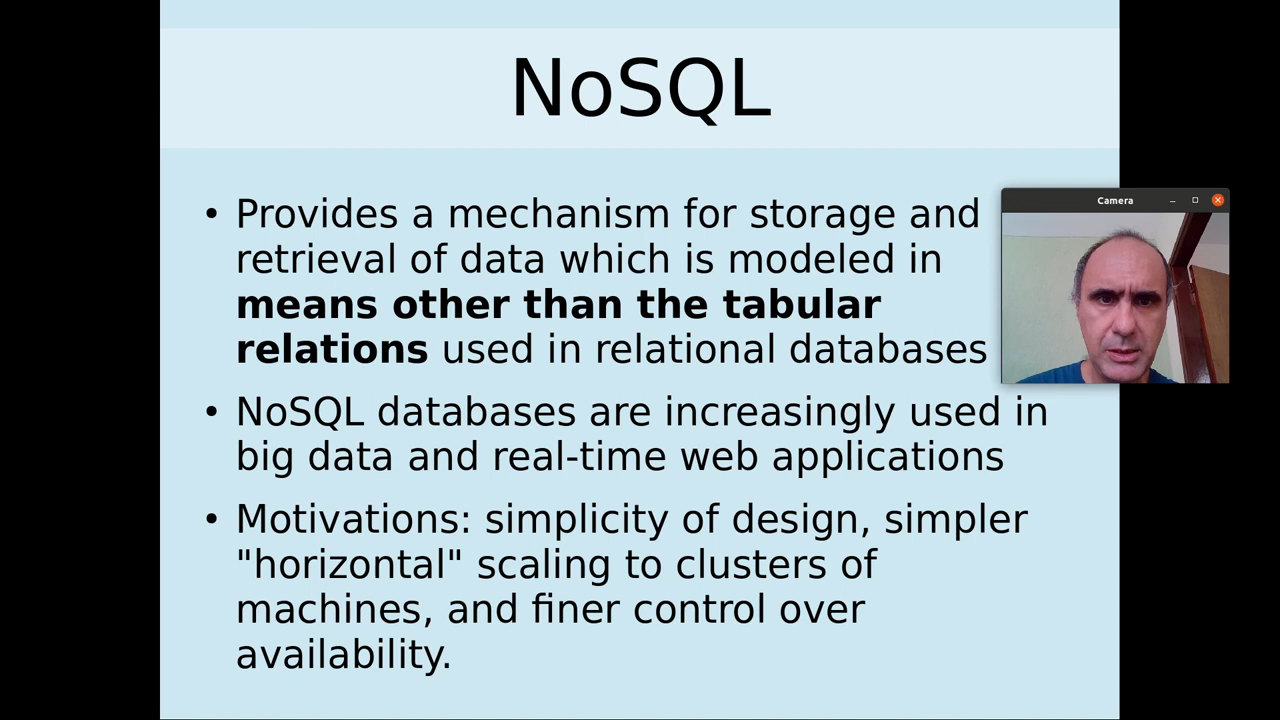 NoSQL
• Provides a mechanism for storage and
retrieval of data which is modeled in
means other than the tabular
relations used in relational databases
• NoSQL databases are increasingly used in
big data and real-time web applications
• Motivations: simplicity of design, simpler
"horizontal" scaling to clusters of
machines, and finer control over
availability.
Camera